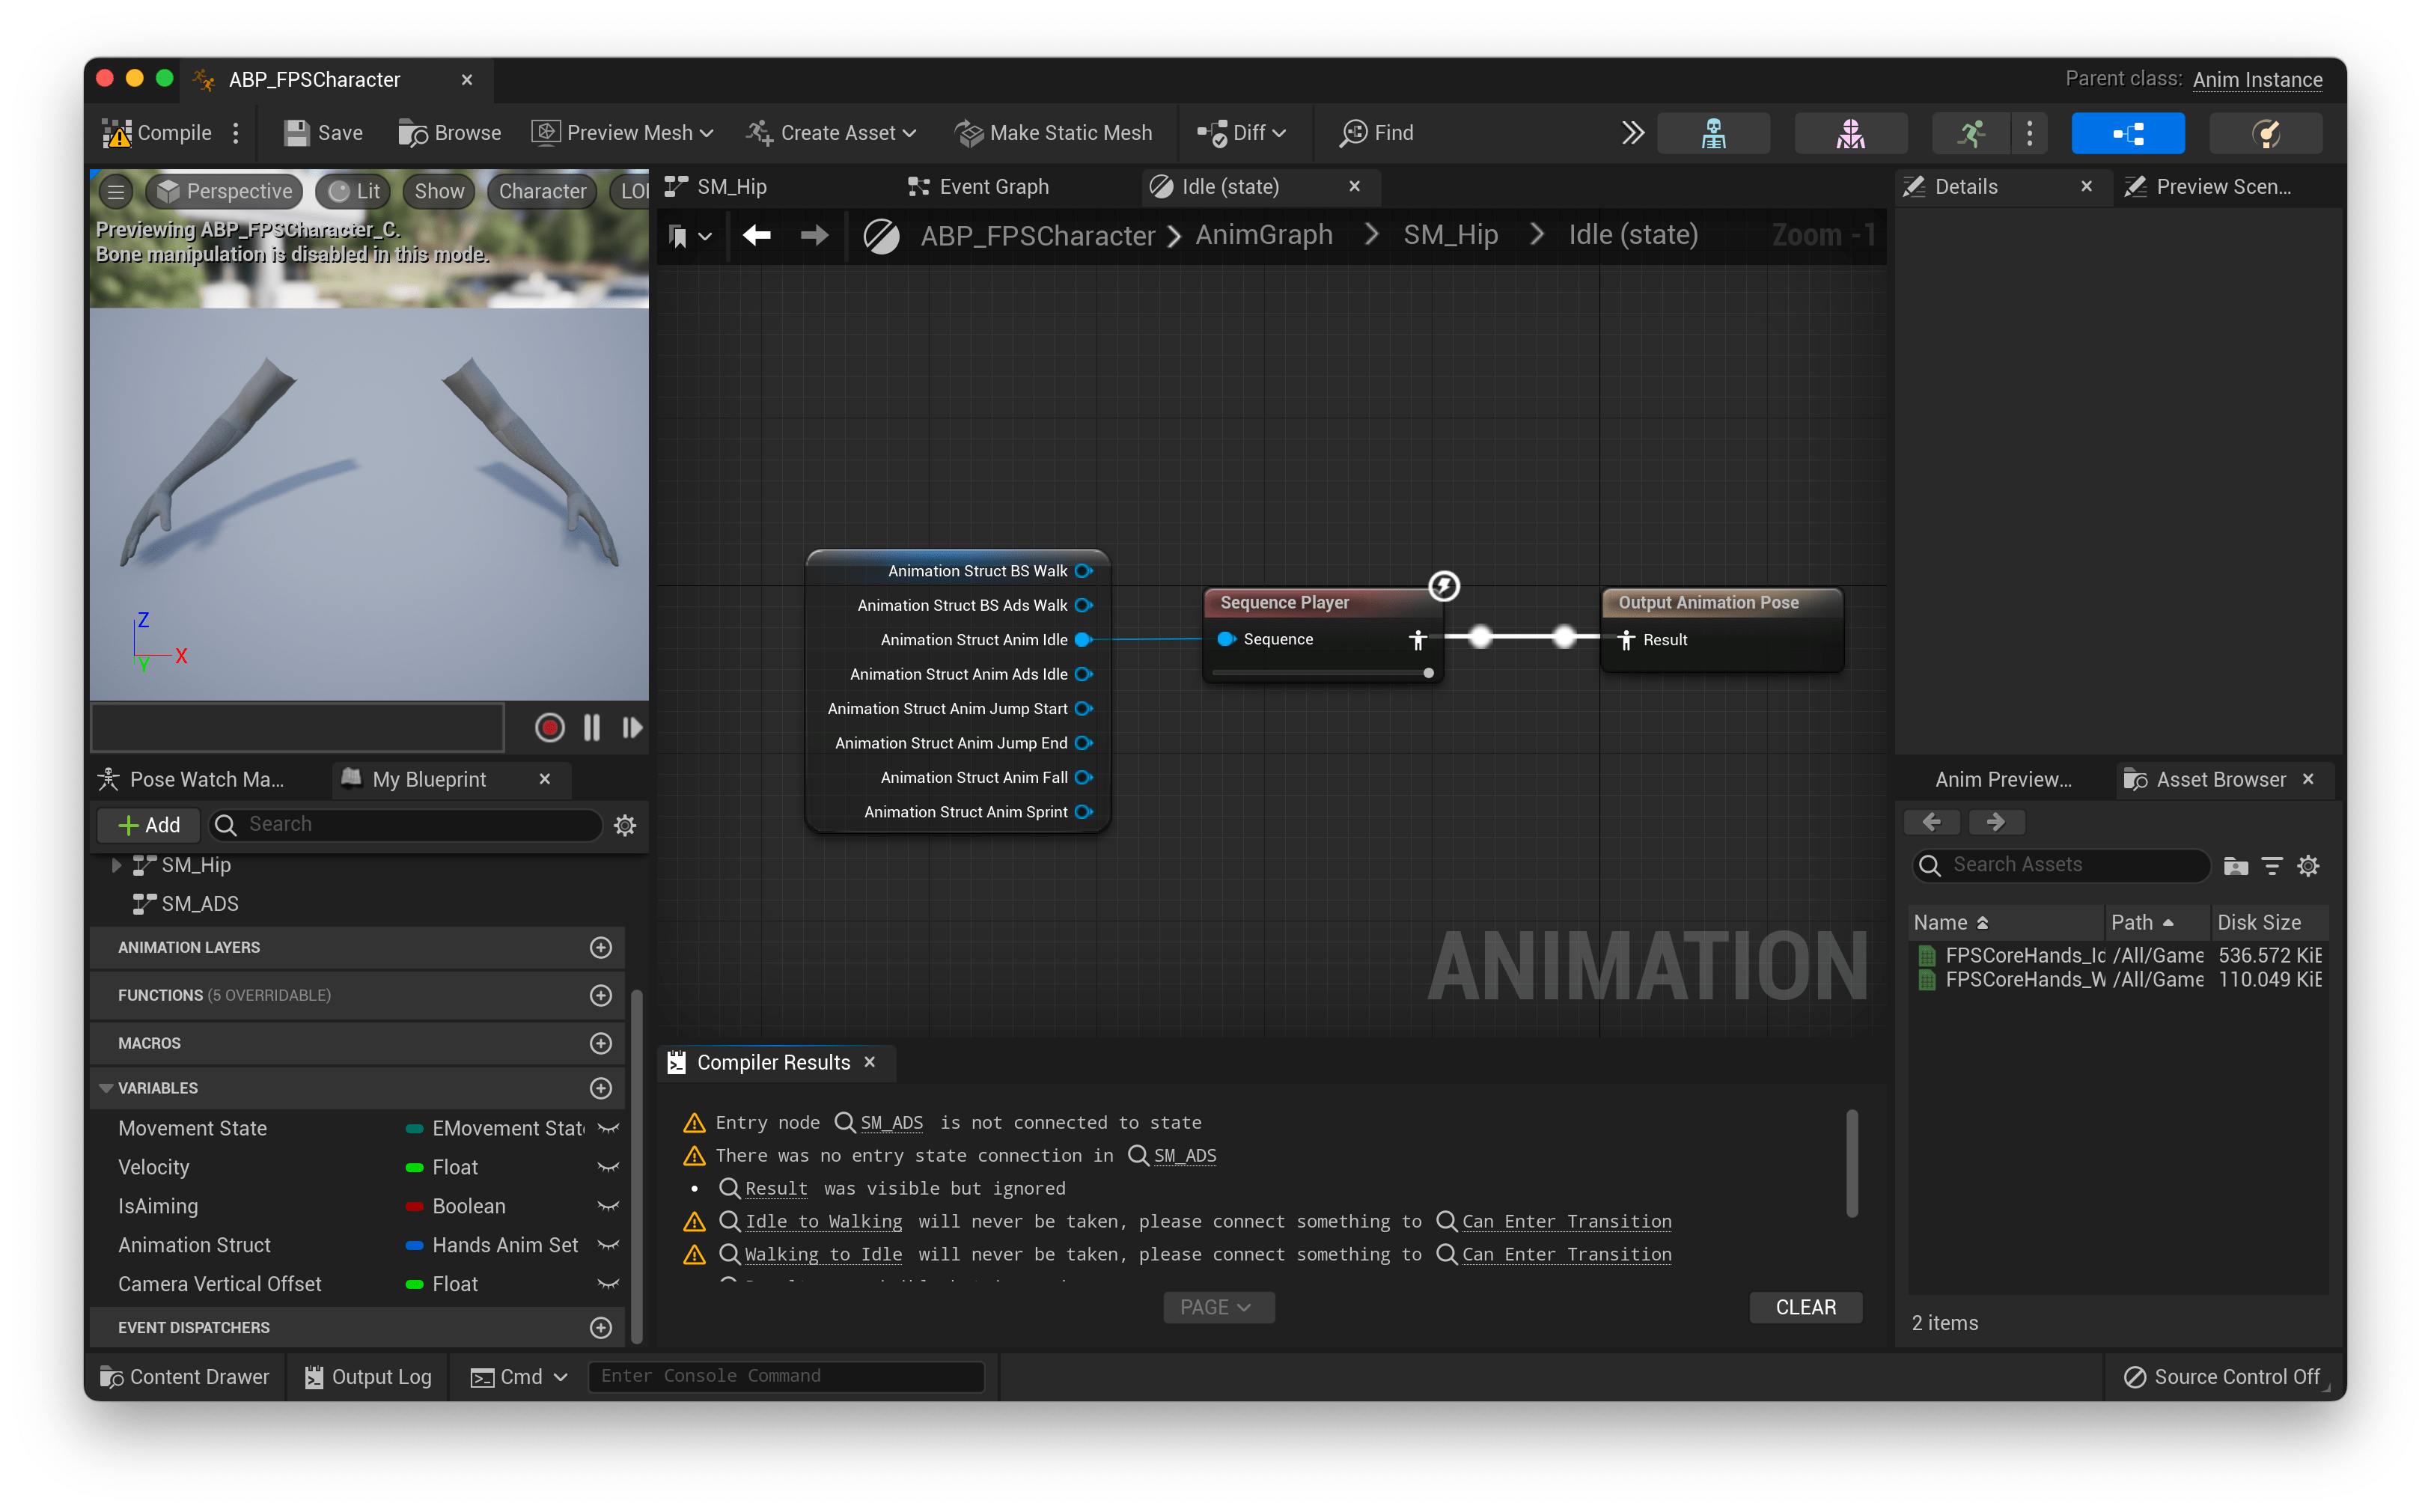 ABP_FPSCharacter
Parent class: Anim Instance
Compile
Save
Browse
Preview Mesh
Create Asset
Make Static Mesh
Diff
Find
Perspective
Lit
Show
Character
Previewing ABP_FPSCharacter_C.
Bone manipulation is disabled in this mode.
Z
X
Y
SM_Hip
Event Graph
Idle (state)
ABP_FPSCharacter > AnimGraph > SM_Hip > Idle (state)
Zoom -1
Animation Struct BS Walk
Animation Struct BS Ads Walk
Animation Struct Anim Idle
Animation Struct Anim Ads Idle
Animation Struct Anim Jump Start
Animation Struct Anim Jump End
Animation Struct Anim Fall
Animation Struct Anim Sprint
Sequence Player
Sequence
Output Animation Pose
Result
ANIMATION
Details
Preview Scen...
Pose Watch Ma...
My Blueprint
Add
Search
SM_Hip
SM_ADS
ANIMATION LAYERS
FUNCTIONS (5 OVERRIDABLE)
MACROS
VARIABLES
Movement State EMovement Stat
Velocity Float
IsAiming Boolean
Animation Struct Hands Anim Set
Camera Vertical Offset Float
EVENT DISPATCHERS
Compiler Results
Entry node SM_ADS is not connected to state
There was no entry state connection in SM_ADS
• Result was visible but ignored
Idle to Walking will never be taken, please connect something to Can Enter Transition
Walking to Idle will never be taken, please connect something to Can Enter Transition
PAGE
CLEAR
Anim Preview...
Asset Browser
Search Assets
Name Path Disk Size
FPSCoreHands_Id /All/Game 536.572 KiB
FPSCoreHands_W /All/Game 110.049 KiB
2 items
Content Drawer
Output Log
Cmd
Enter Console Command
Source Control Off